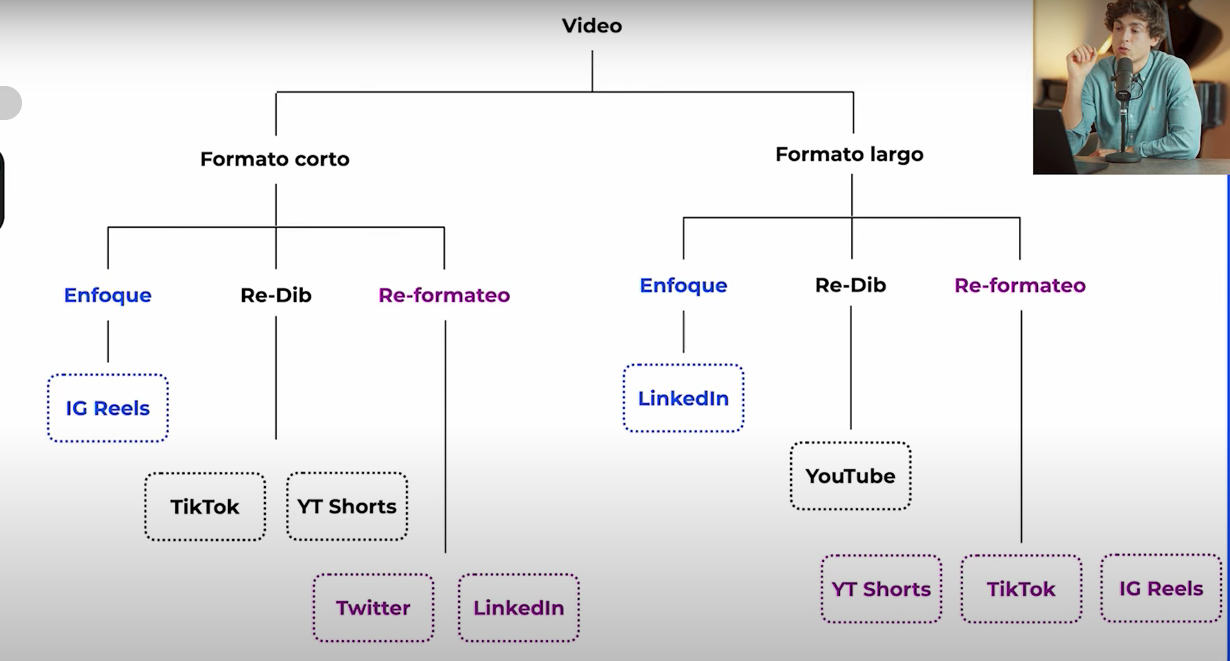 Video
Formato corto
Formato largo
Enfoque
Re-Dib
Re-formateo
Enfoque
Re-Dib
Re-formateo
IG Reels
LinkedIn
TikTok
YT Shorts
YouTube
Twitter
LinkedIn
YT Shorts
TikTok
IG Reels